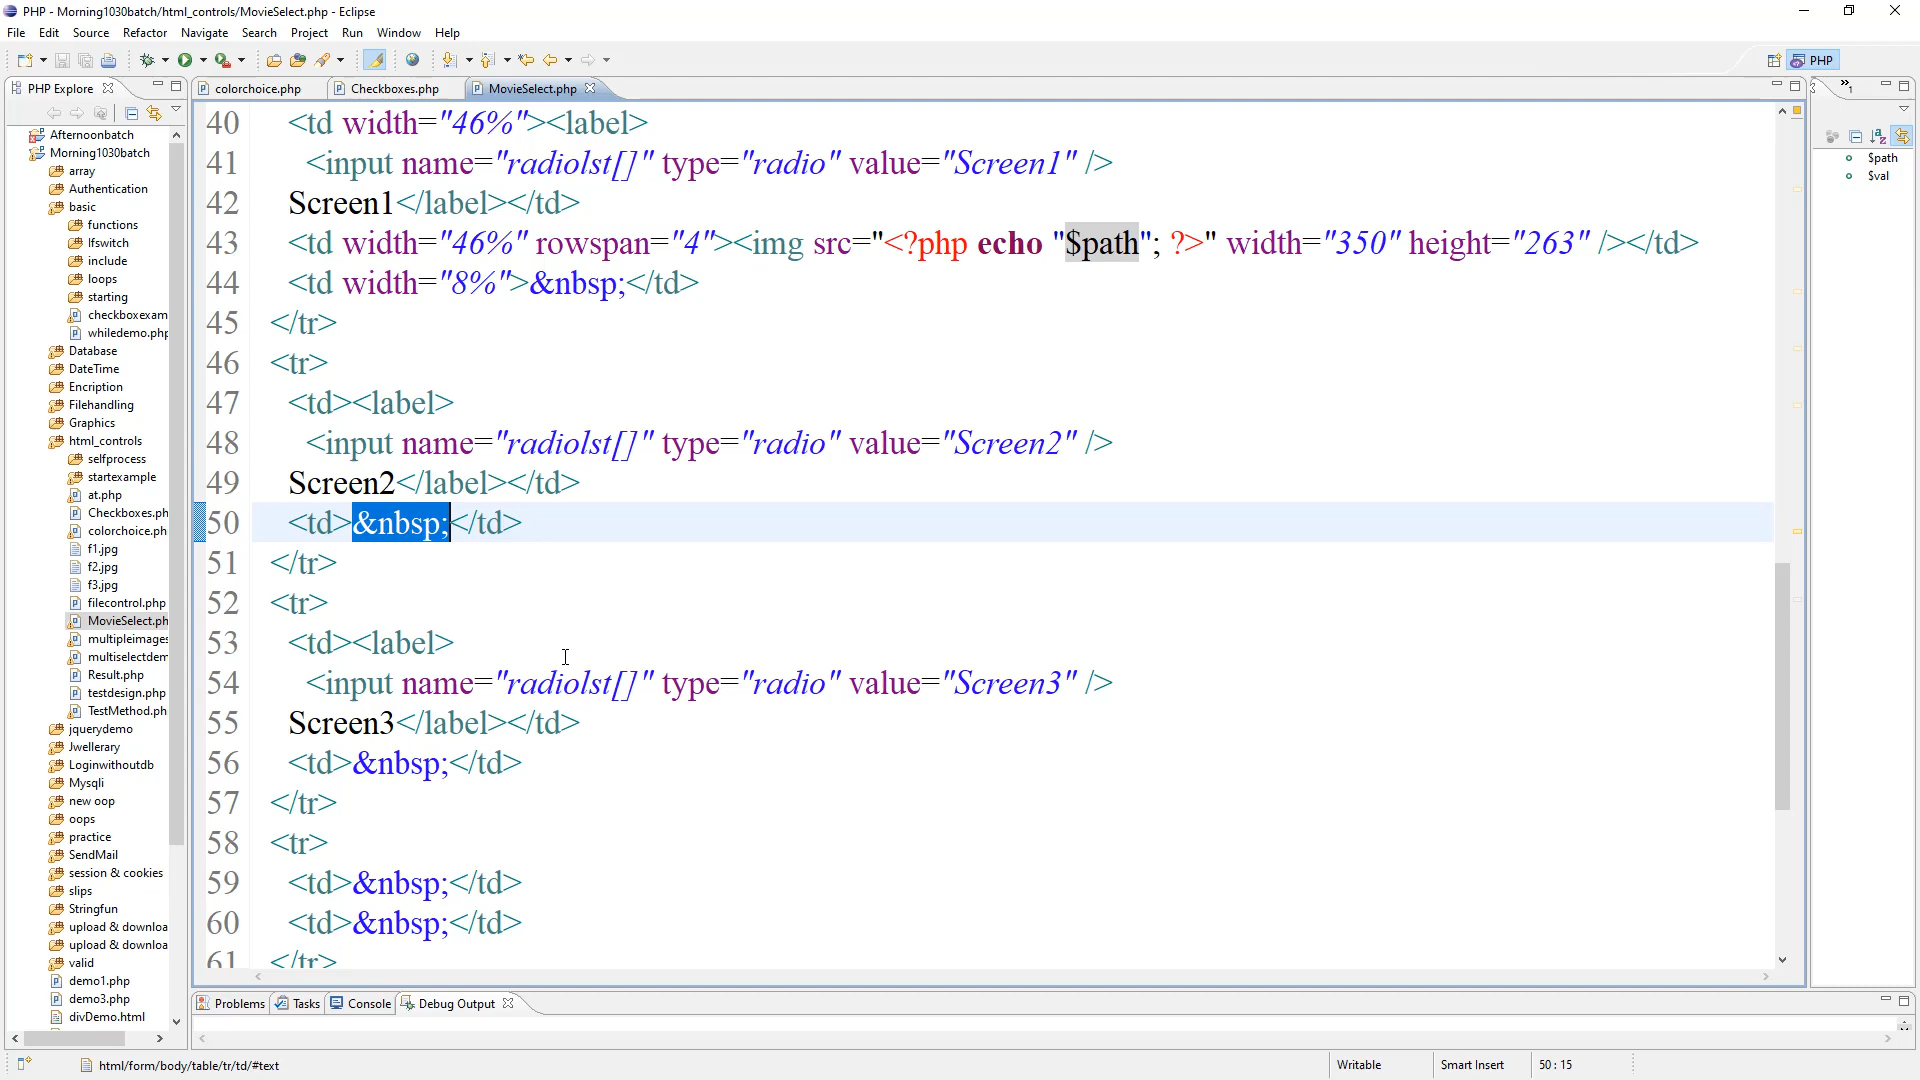 PHP - Morning1030batch/html_controls/MovieSelect.php - Eclipse
File Edit Source Refactor Navigate Search Project Run Window Help
PHP
PHP Explore
colorchoice.php
Checkboxes.php
MovieSelect.php
Afternoonbatch
Morning1030batch
array
Authentication
basic
functions
Ifswitch
include
loops
starting
checkboxexam
whiledemo.php
Database
DateTime
Encription
Filehandling
Graphics
html_controls
selfprocess
startexample
at.php
Checkboxes.ph
colorchoice.ph
f1.jpg
f2.jpg
f3.jpg
filecontrol.php
MovieSelect.ph
multipleimages
multiselectdem
Result.php
testdesign.php
TestMethod.ph
jquerydemo
Jwellerary
Loginwithoutdb
Mysqli
new oop
oops
practice
SendMail
session & cookies
slips
Stringfun
upload & downloa
upload & downloa
valid
demo1.php
demo3.php
divDemo.html
40 <td width="46%"><label>
41 <input name="radiolst[]" type="radio" value="Screen1" />
42 Screen1</label></td>
43 <td width="46%" rowspan="4"><img src="<?php echo "$path"; ?>" width="350" height="263" /></td>
44 <td width="8%">&nbsp;</td>
45 </tr>
46 <tr>
47 <td><label>
48 <input name="radiolst[]" type="radio" value="Screen2" />
49 Screen2</label></td>
50 <td>&nbsp;</td>
51 </tr>
52 <tr>
53 <td><label>
54 <input name="radiolst[]" type="radio" value="Screen3" />
55 Screen3</label></td>
56 <td>&nbsp;</td>
57 </tr>
58 <tr>
59 <td>&nbsp;</td>
60 <td>&nbsp;</td>
61 </tr>
$path
$val
Problems Tasks Console Debug Output
html/form/body/table/tr/td/#text
Writable
Smart Insert
50 : 15